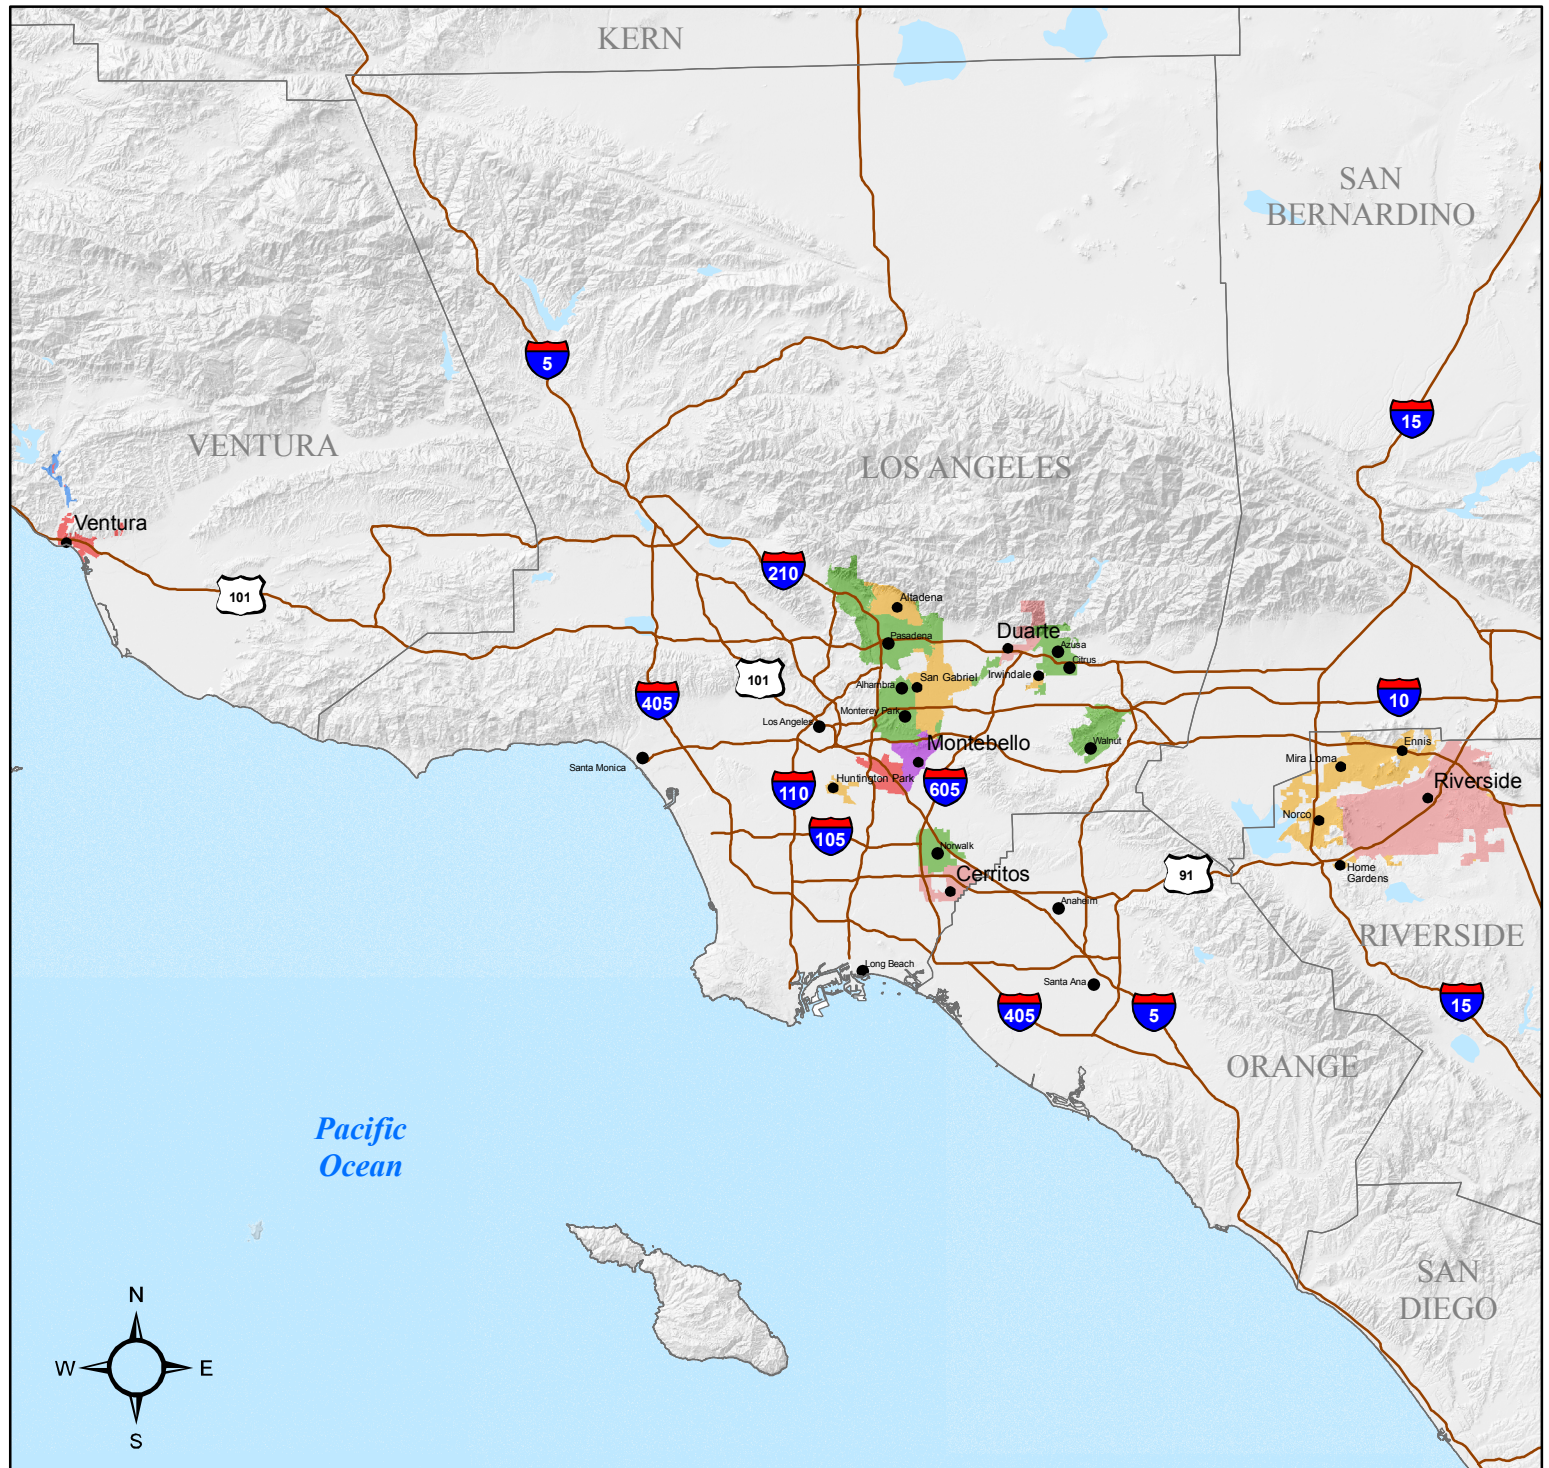 KERN
SAN
BERNARDINO
5
15
VENTURA
LOS ANGELES
Ventura
210
101
Altadena
Duarte
Pasadena
Azusa
Citrus
Irwindale
San Gabriel
Alhambra
101
405
10
Monterey Park
Los Angeles
Montebello
Walnut
Ennis
Mira Loma
Santa Monica
Huntington Park
Riverside
110
605
Norco
105
Norwalk
Home
Gardens
Cerritos
91
Anaheim
RIVERSIDE
Long Beach
Santa Ana
15
405
5
ORANGE
Pacific
Ocean
SAN
DIEGO
N
W
E
S